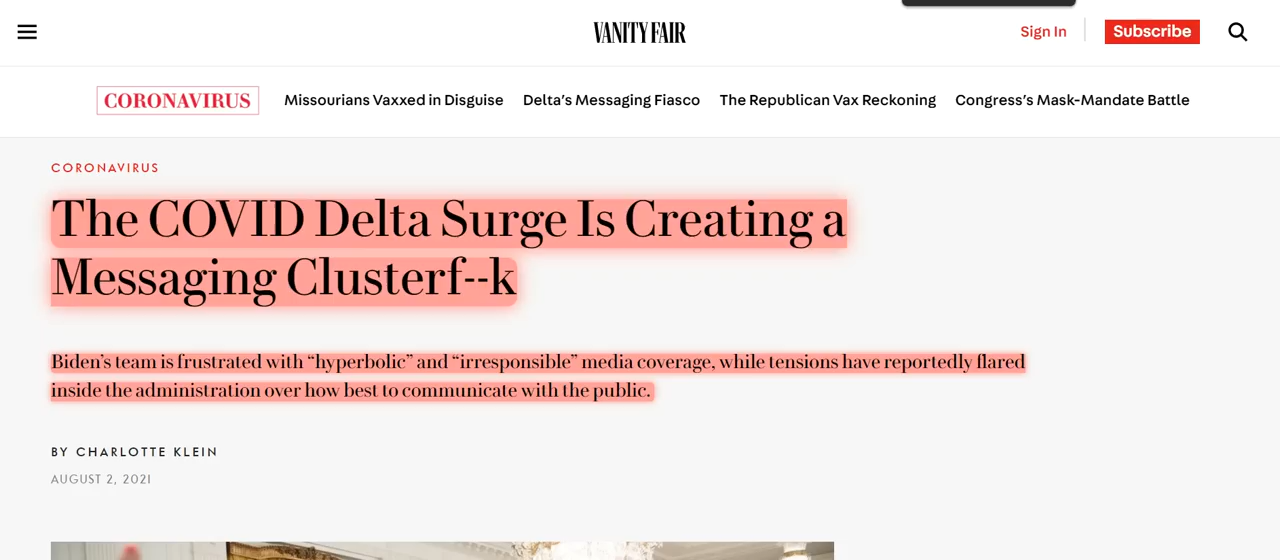 VANITY FAIR
Sign In
Subscribe
CORONAVIRUS
Missourians Vaxxed in Disguise
Delta’s Messaging Fiasco
The Republican Vax Reckoning
Congress’s Mask-Mandate Battle
CORONAVIRUS
The COVID Delta Surge Is Creating a
Messaging Clusterf--k
Biden’s team is frustrated with “hyperbolic” and “irresponsible” media coverage, while tensions have reportedly flared
inside the administration over how best to communicate with the public.
BY CHARLOTTE KLEIN
AUGUST 2, 2021